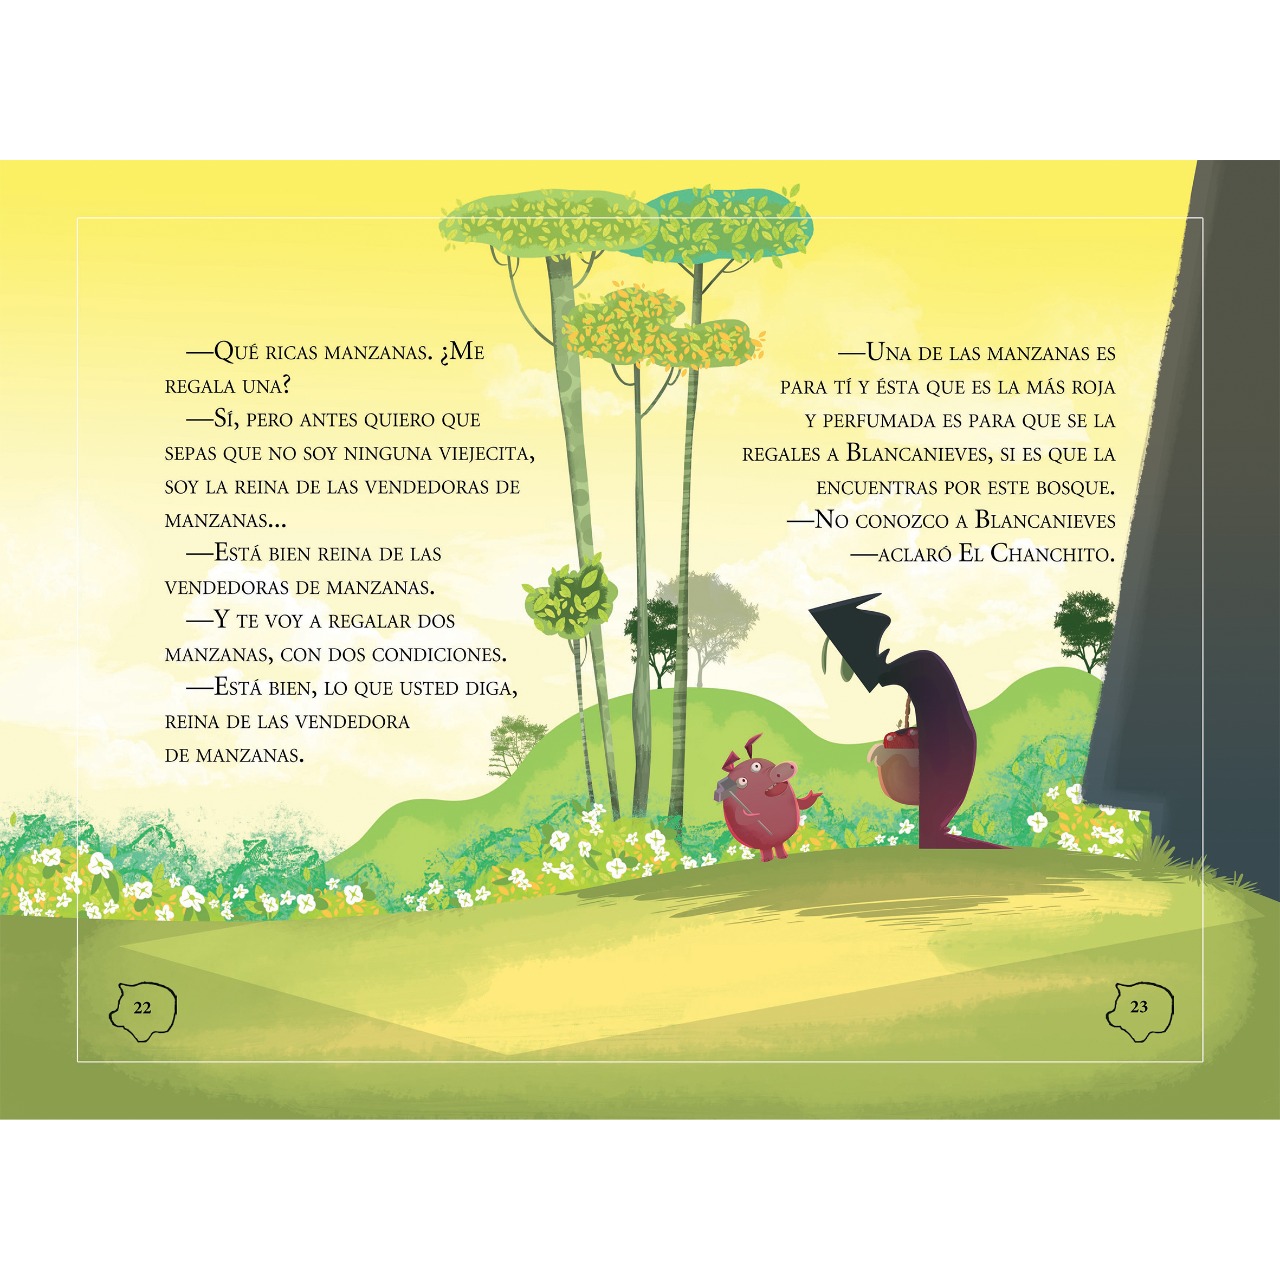 —Qué ricas manzanas. ¿Me
regala una?
—Sí, pero antes quiero que
sepas que no soy ninguna viejecita,
soy la reina de las vendedoras de
manzanas...
—Está bien reina de las
vendedoras de manzanas.
—Y te voy a regalar dos
manzanas, con dos condiciones.
—Está bien, lo que usted diga,
reina de las vendedora
de manzanas.
22
—Una de las manzanas es
para tí y ésta que es la más roja
y perfumada es para que se la
regales a Blancanieves, si es que la
encuentras por este bosque.
—No conozco a Blancanieves
—aclaró El Chanchito.
23